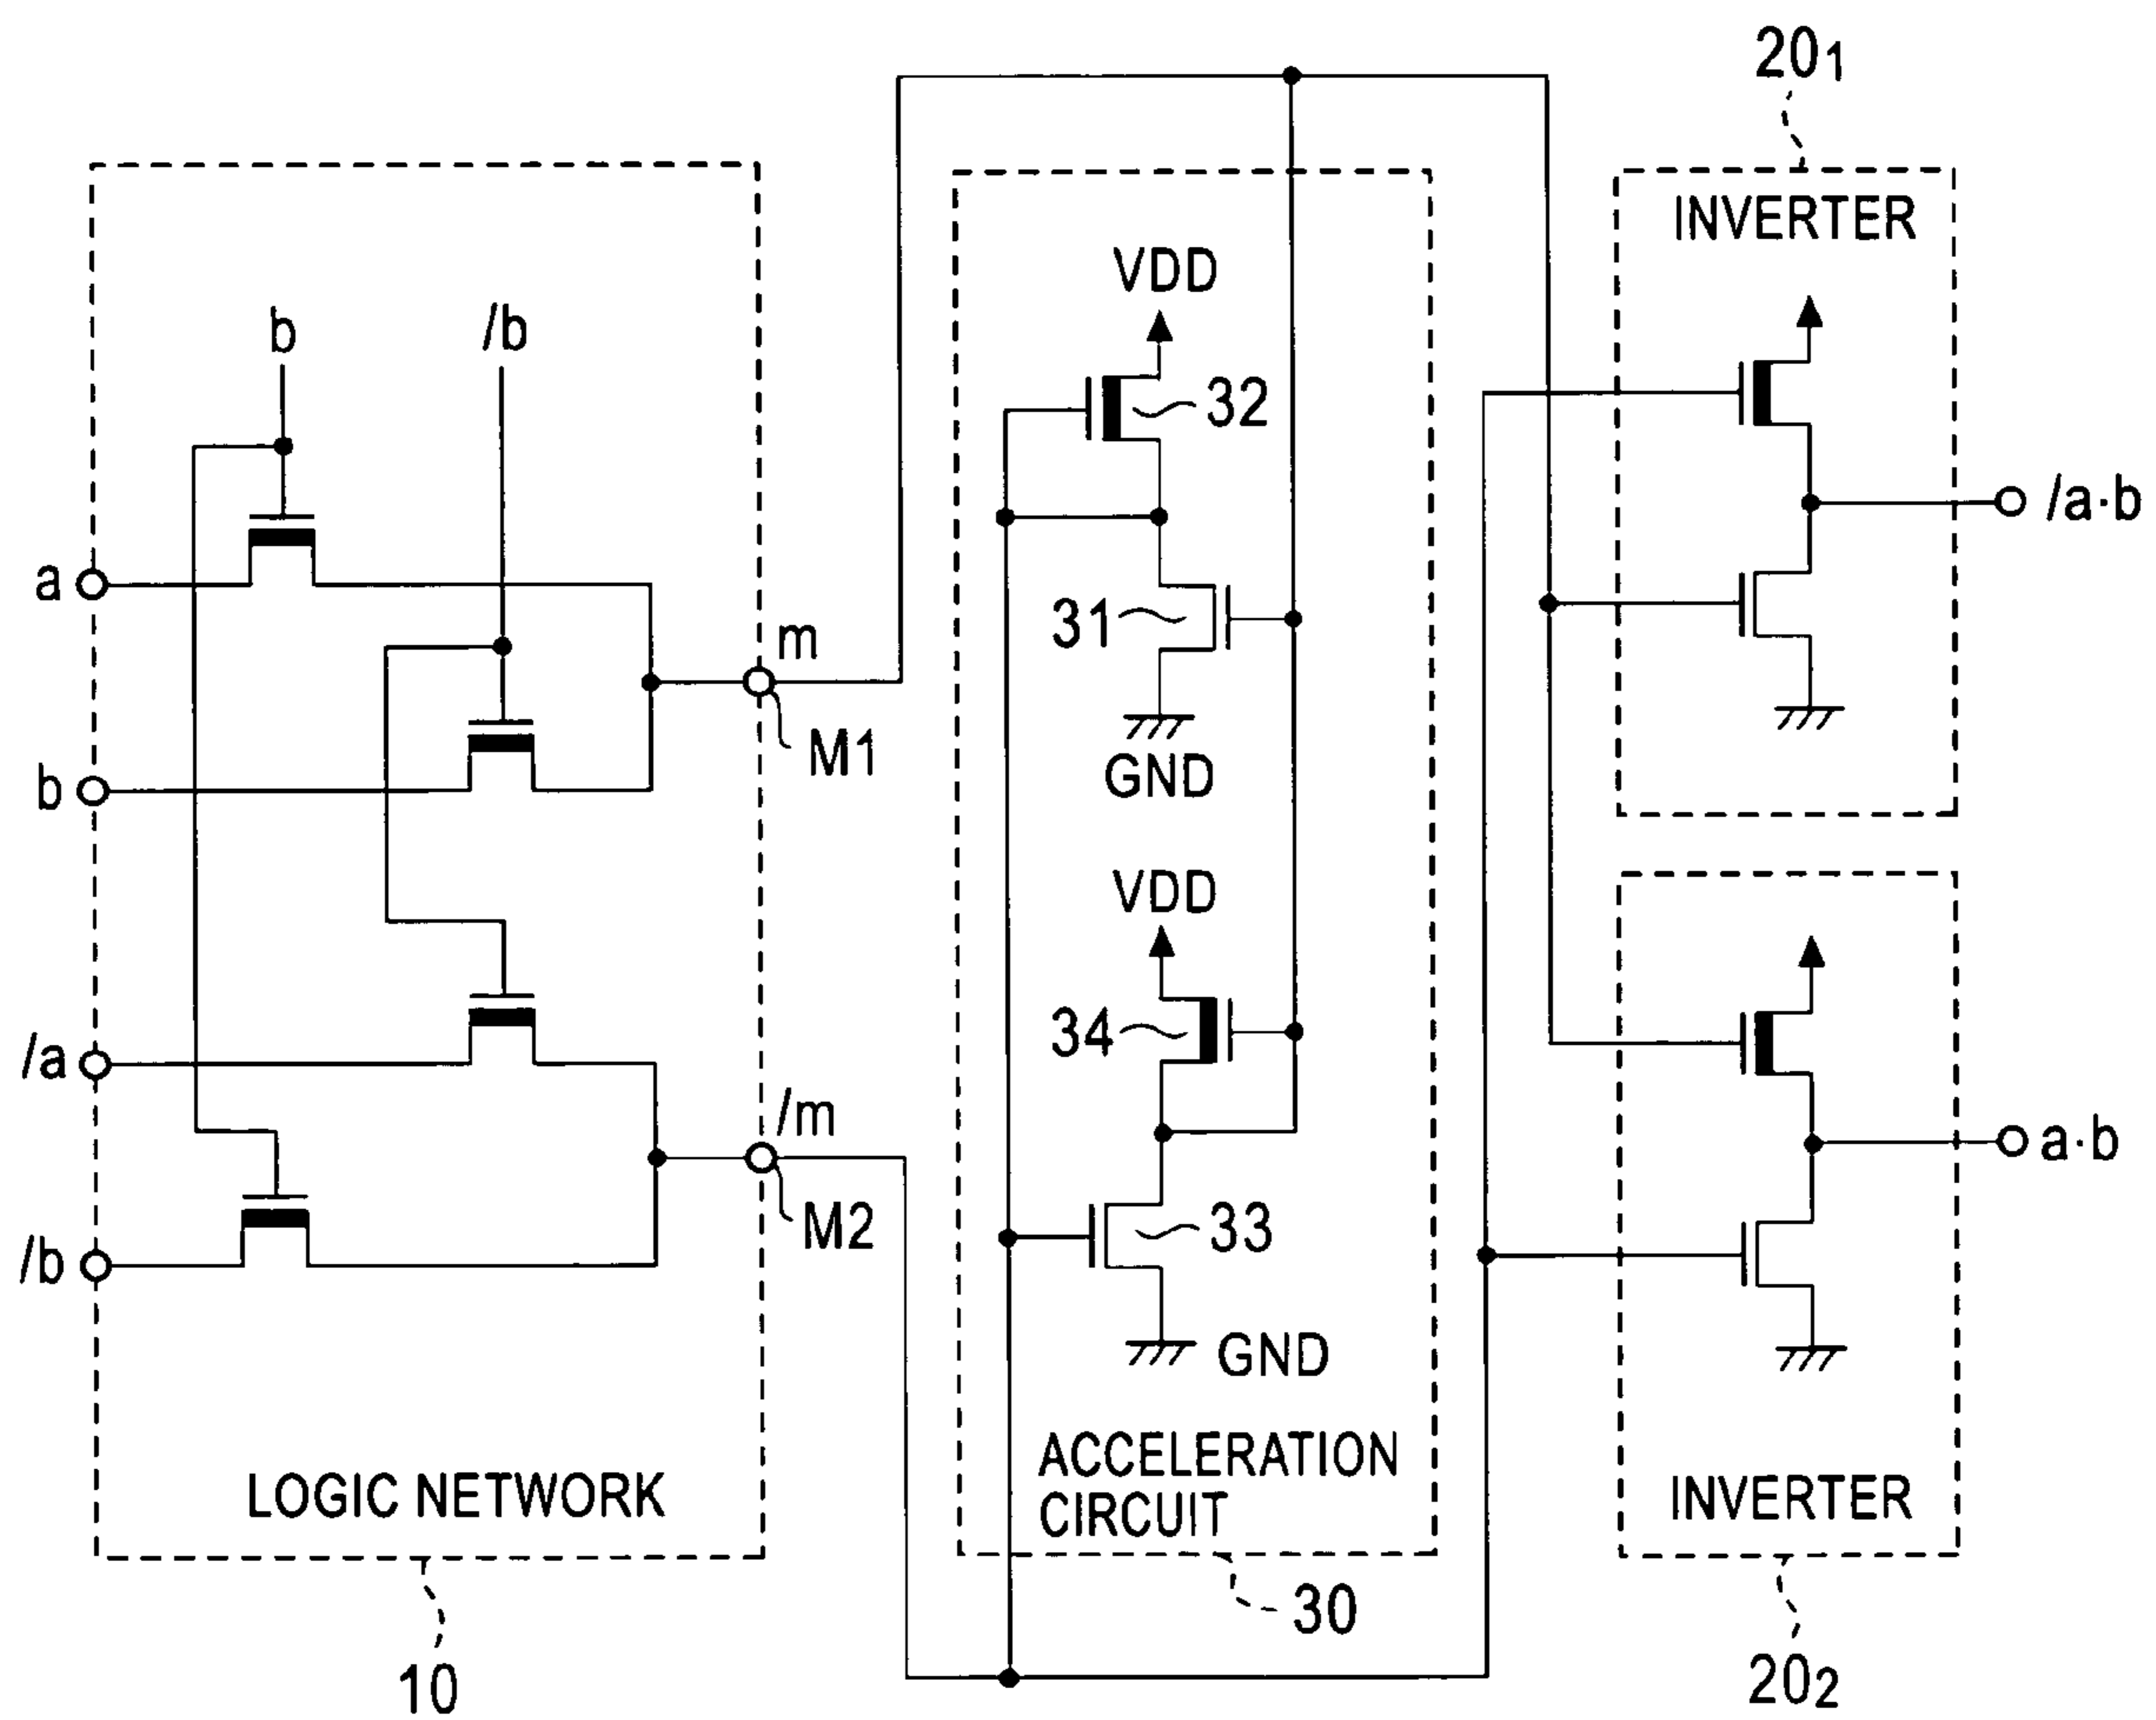 20₁
INVERTER
VDD
b
/b
32
/a·b
a
31
m
M1
b
GND
VDD
34
/a
/m
a·b
M2
33
/b
GND
ACCELERATION
CIRCUIT
LOGIC NETWORK
INVERTER
30
10
20₂